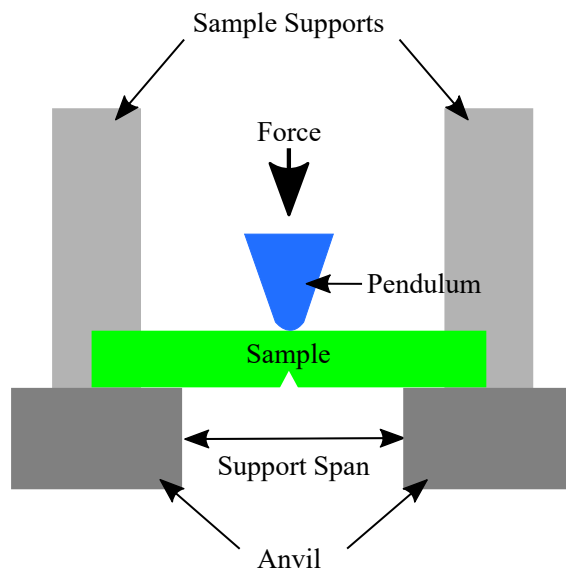 Sample Supports
Force
Pendulum
Sample
Support Span
Anvil